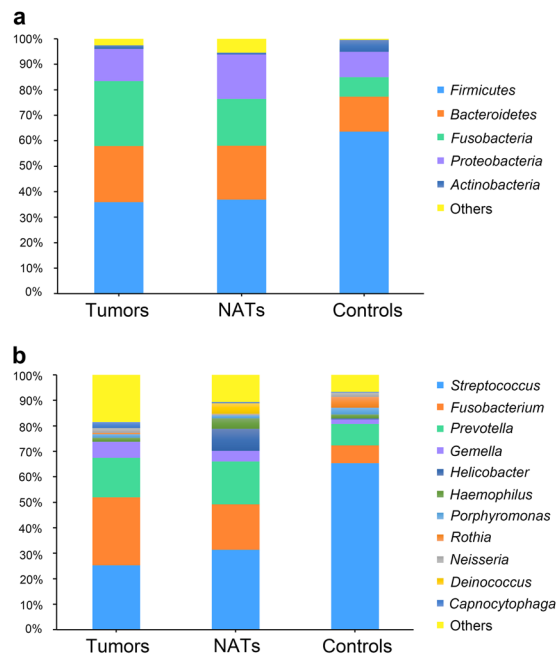 a
100%
90%
80%
70%
60%
50%
40%
30%
20%
10%
0%
Tumors NATs Controls
Firmicutes
Bacteroidetes
Fusobacteria
Proteobacteria
Actinobacteria
Others
b
100%
90%
80%
70%
60%
50%
40%
30%
20%
10%
0%
Tumors NATs Controls
Streptococcus
Fusobacterium
Prevotella
Gemella
Helicobacter
Haemophilus
Porphyromonas
Rothia
Neisseria
Deinococcus
Capnocytophaga
Others